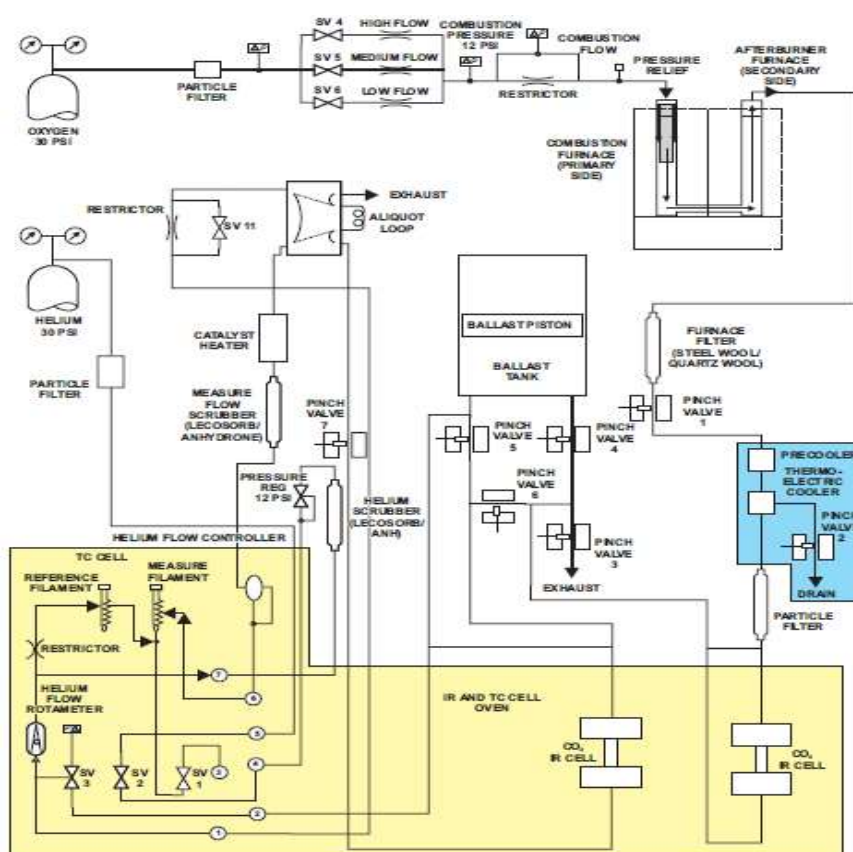 SV 4
HIGH FLOW
COMBUSTION
PRESSURE
12 PSI
COMBUSTION
FLOW
SV 5
MEDIUM FLOW
PARTICLE
FILTER
SV 6
LOW FLOW
RESTRICTOR
PRESSURE
RELIEF
AFTERBURNER
FURNACE
(SECONDARY
SIDE)
OXYGEN
30 PSI
COMBUSTION
FURNACE
(PRIMARY
SIDE)
RESTRICTOR
SV 11
EXHAUST
ALIQUOT
LOOP
HELIUM
30 PSI
PARTICLE
FILTER
CATALYST
HEATER
BALLAST PISTON
BALLAST
TANK
FURNACE
FILTER
(STEEL WOOL/
QUARTZ WOOL)
MEASURE
FLOW
SCRUBBER
(LECOSORB/
ANHYDRONE)
PINCH
VALVE
7
PINCH
VALVE
5
PINCH
VALVE
4
PINCH
VALVE
1
PRESSURE
REG
12 PSI
PINCH
VALVE
6
PRECOOLER
THERMO-
ELECTRIC
COOLER
HELIUM
SCRUBBER
(LECOSORB/
ANH)
PINCH
VALVE
3
PINCH
VALVE
2
HELIUM FLOW CONTROLLER
EXHAUST
DRAIN
TC CELL
REFERENCE
FILAMENT
MEASURE
FILAMENT
PARTICLE
FILTER
RESTRICTOR
7
6
HELIUM
FLOW
ROTAMETER
IR AND TC CELL
OVEN
5
4
3
SV
3
SV
2
SV
1
2
1
CO₂
IR CELL
CO₂
IR CELL